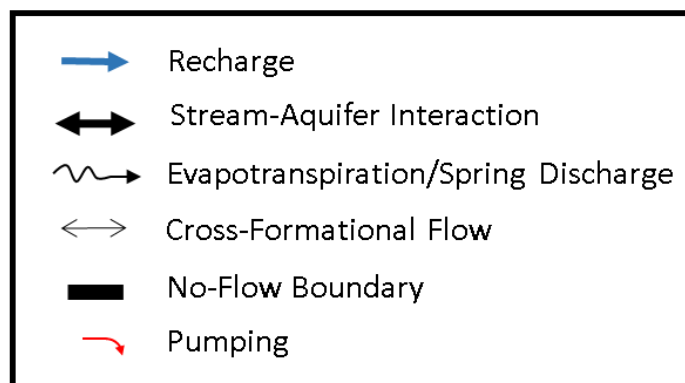 Recharge
Stream-Aquifer Interaction
Evapotranspiration/Spring Discharge
Cross-Formational Flow
No-Flow Boundary
Pumping